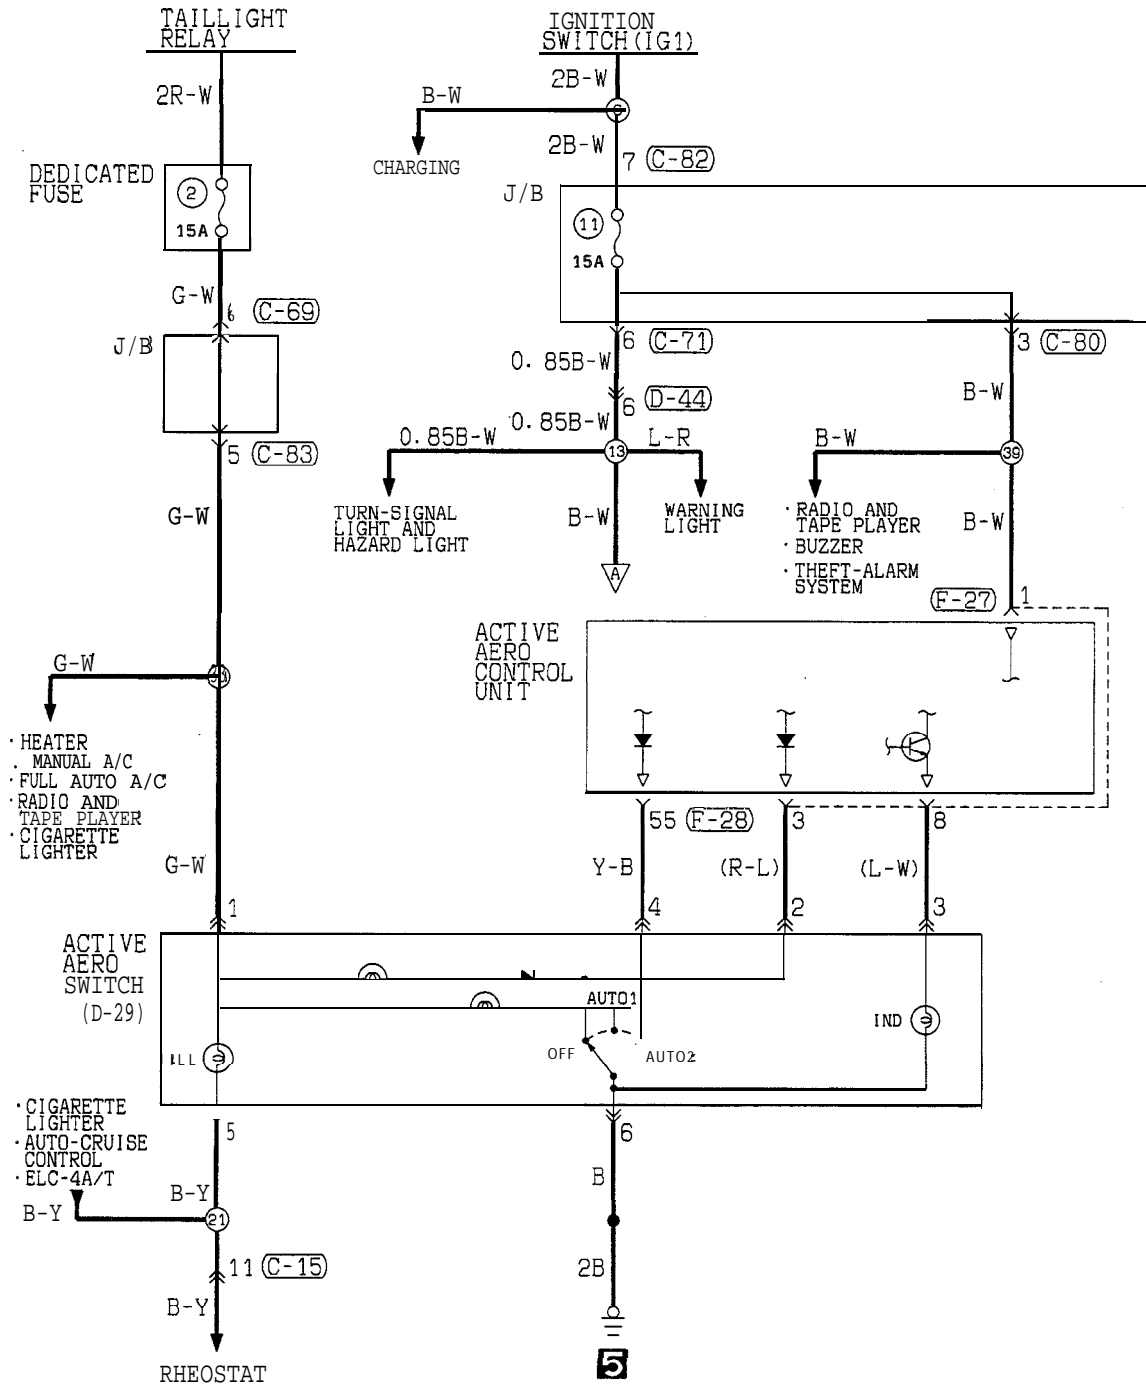 TAILLIGHT
RELAY
IGNITION
SWITCH (IG1)
2R-W
2B-W
B-W
2B-W
CHARGING
7 (C-82)
DEDICATED
FUSE
2
15A
J/B
11
15A
G-W
6 (C-69)
J/B
5 (C-83)
6 (C-71)
3 (C-80)
0.85B-W
6 (D-44)
0.85B-W
0.85B-W
13
L-R
B-W
B-W
39
G-W
TURN-SIGNAL
LIGHT AND
HAZARD LIGHT
B-W
WARNING
LIGHT
· RADIO AND
TAPE PLAYER
· BUZZER
· THEFT-ALARM
SYSTEM
B-W
A
(F-27) 1
ACTIVE
AERO
CONTROL
UNIT
G-W
· HEATER
. MANUAL A/C
· FULL AUTO A/C
· RADIO AND
TAPE PLAYER
· CIGARETTE
LIGHTER
55 (F-28)
3
8
G-W
Y-B
(R-L)
(L-W)
1
4
2
3
ACTIVE
AERO
SWITCH
(D-29)
AUTO1
IND
OFF
AUTO2
ILL
· CIGARETTE
LIGHTER
· AUTO-CRUISE
CONTROL
· ELC-4A/T
5
6
B-Y
B
B-Y
21
11 (C-15)
2B
B-Y
5
RHEOSTAT